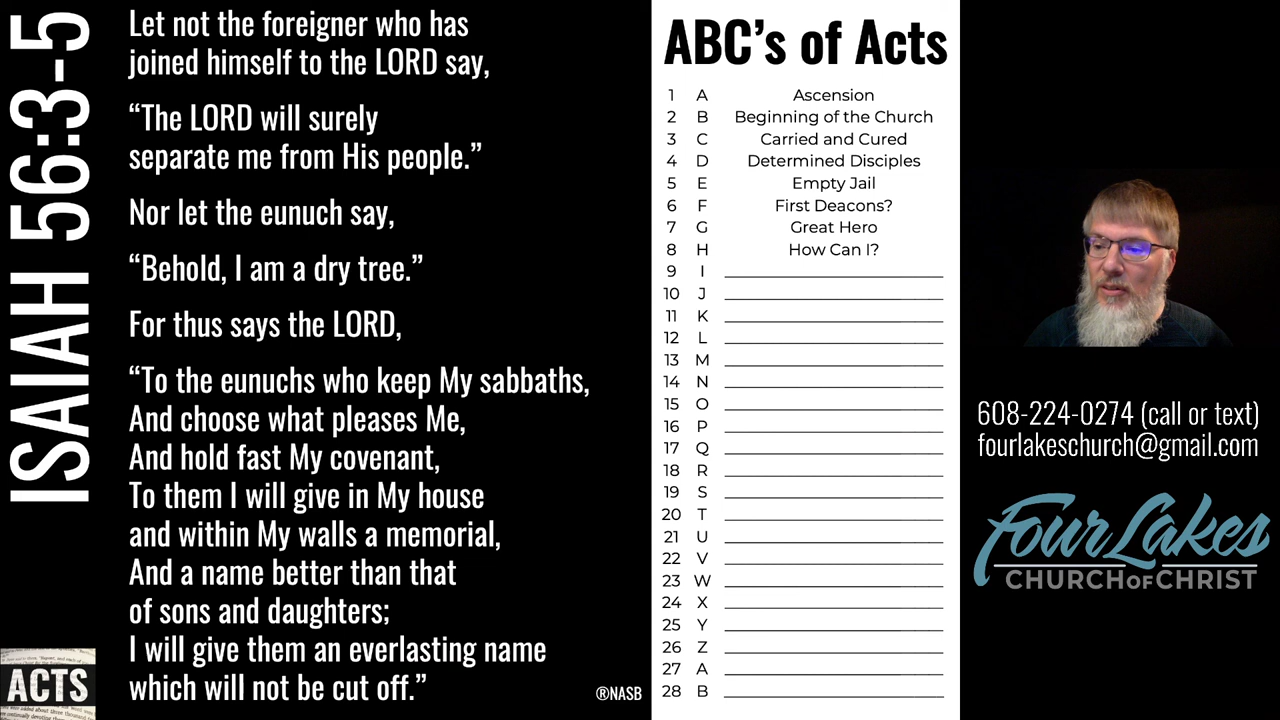 ISAIAH 56:3-5
Let not the foreigner who has
joined himself to the LORD say,
“The LORD will surely
separate me from His people.”
Nor let the eunuch say,
“Behold, I am a dry tree.”
For thus says the LORD,
“To the eunuchs who keep My sabbaths,
And choose what pleases Me,
And hold fast My covenant,
To them I will give in My house
and within My walls a memorial,
And a name better than that
of sons and daughters;
I will give them an everlasting name
which will not be cut off.”
®NASB
ACTS
ABC’s of Acts
1 A Ascension
2 B Beginning of the Church
3 C Carried and Cured
4 D Determined Disciples
5 E Empty Jail
6 F First Deacons?
7 G Great Hero
8 H How Can I?
9 I
10 J
11 K
12 L
13 M
14 N
15 O
16 P
17 Q
18 R
19 S
20 T
21 U
22 V
23 W
24 X
25 Y
26 Z
27 A
28 B
608-224-0274 (call or text)
fourlakeschurch@gmail.com
Four Lakes
CHURCH OF CHRIST